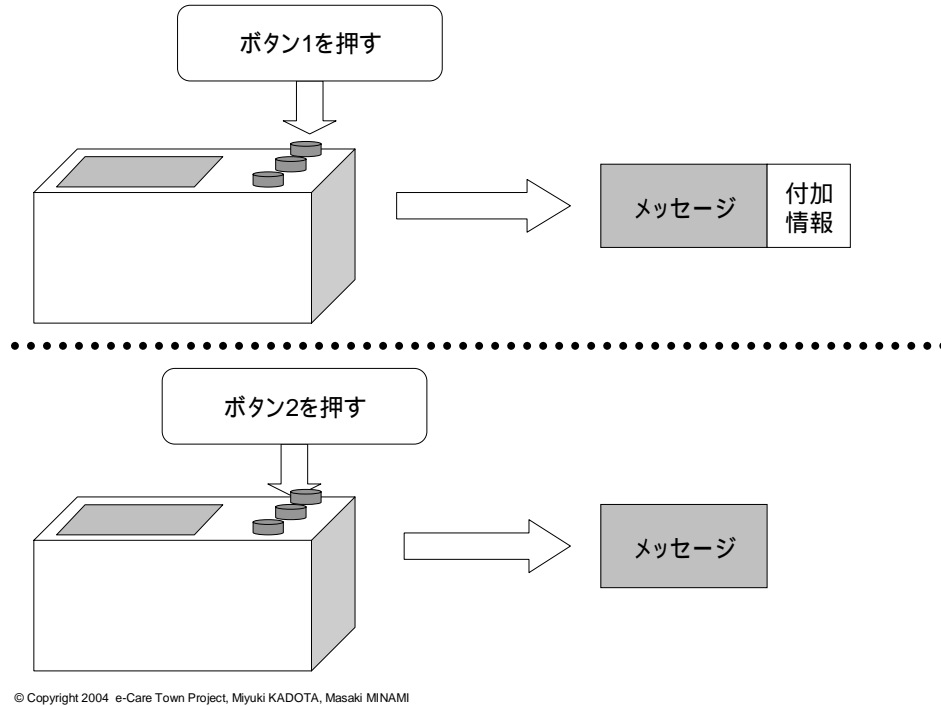 ボタン1を押す
メッセージ
付加
情報
ボタン2を押す
メッセージ
© Copyright 2004 e-Care Town Project, Miyuki KADOTA, Masaki MINAMI